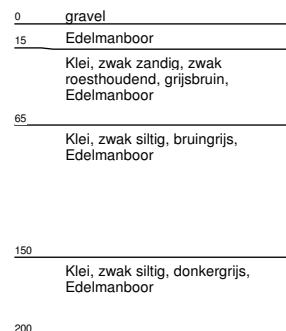 0 gravel
15 Edelmanboor
Klei, zwak zandig, zwak
roesthoudend, grijsbruin,
Edelmanboor
65
Klei, zwak siltig, bruingrijs,
Edelmanboor
150
Klei, zwak siltig, donkergrijs,
Edelmanboor
200